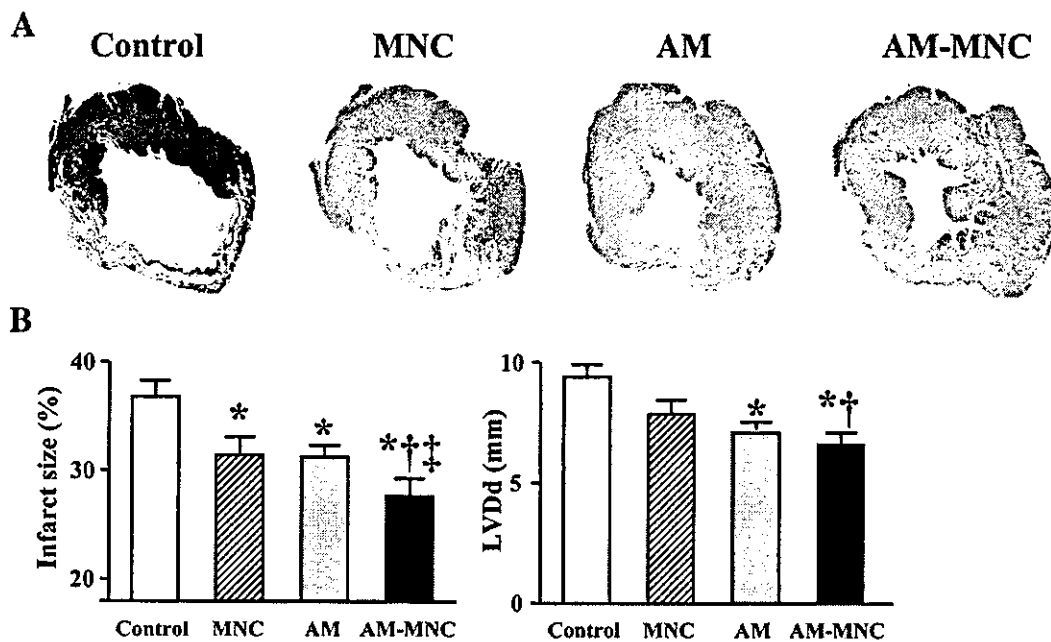 A
Control MNC AM AM-MNC
B
Infarct size (%)
40
30
20
*
*
*†‡
Control MNC AM AM-MNC
LVDd (mm)
10
5
0
*
*†
Control MNC AM AM-MNC